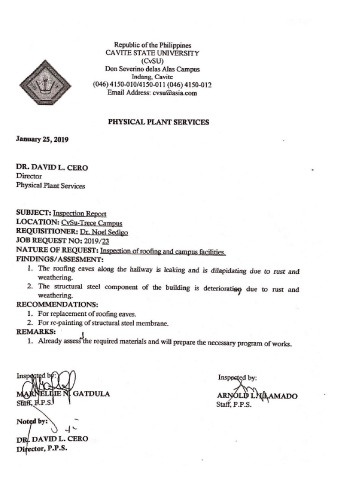 Republic of the Philippines
CAVITE STATE UNIVERSITY
(CvSU)
Don Severino delas Alas Campus
Indang, Cavite
(046) 4150-010/4150-011 (046) 4150-012
Email Address: cvsu@asia.com
PHYSICAL PLANT SERVICES
January 25, 2019
DR. DAVID L. CERO
Director
Physical Plant Services
SUBJECT: Inspection Report
LOCATION: CvSu-Trece Campus
REQUISITIONER: Dr. Noel Sedigo
JOB REQUEST NO: 2019/23
NATURE OF REQUEST: Inspection of roofing and campus facilities.
FINDINGS/ASSESMENT:
1. The roofing eaves along the hallway is leaking and is dilapidating due to rust and
weathering.
2. The structural steel component of the building is deteriorating due to rust and
weathering.
RECOMMENDATIONS:
1. For replacement of roofing eaves.
2. For re-painting of structural steel membrane.
REMARKS:
1. Already assess the required materials and will prepare the necessary program of works.
Inspected by: Inspected by:
MARNELLIE N. GATDULA ARNOLD LAMADO
Staff, P.P.S. Staff, P.P.S.
Noted by:
DR. DAVID L. CERO
Director, P.P.S.